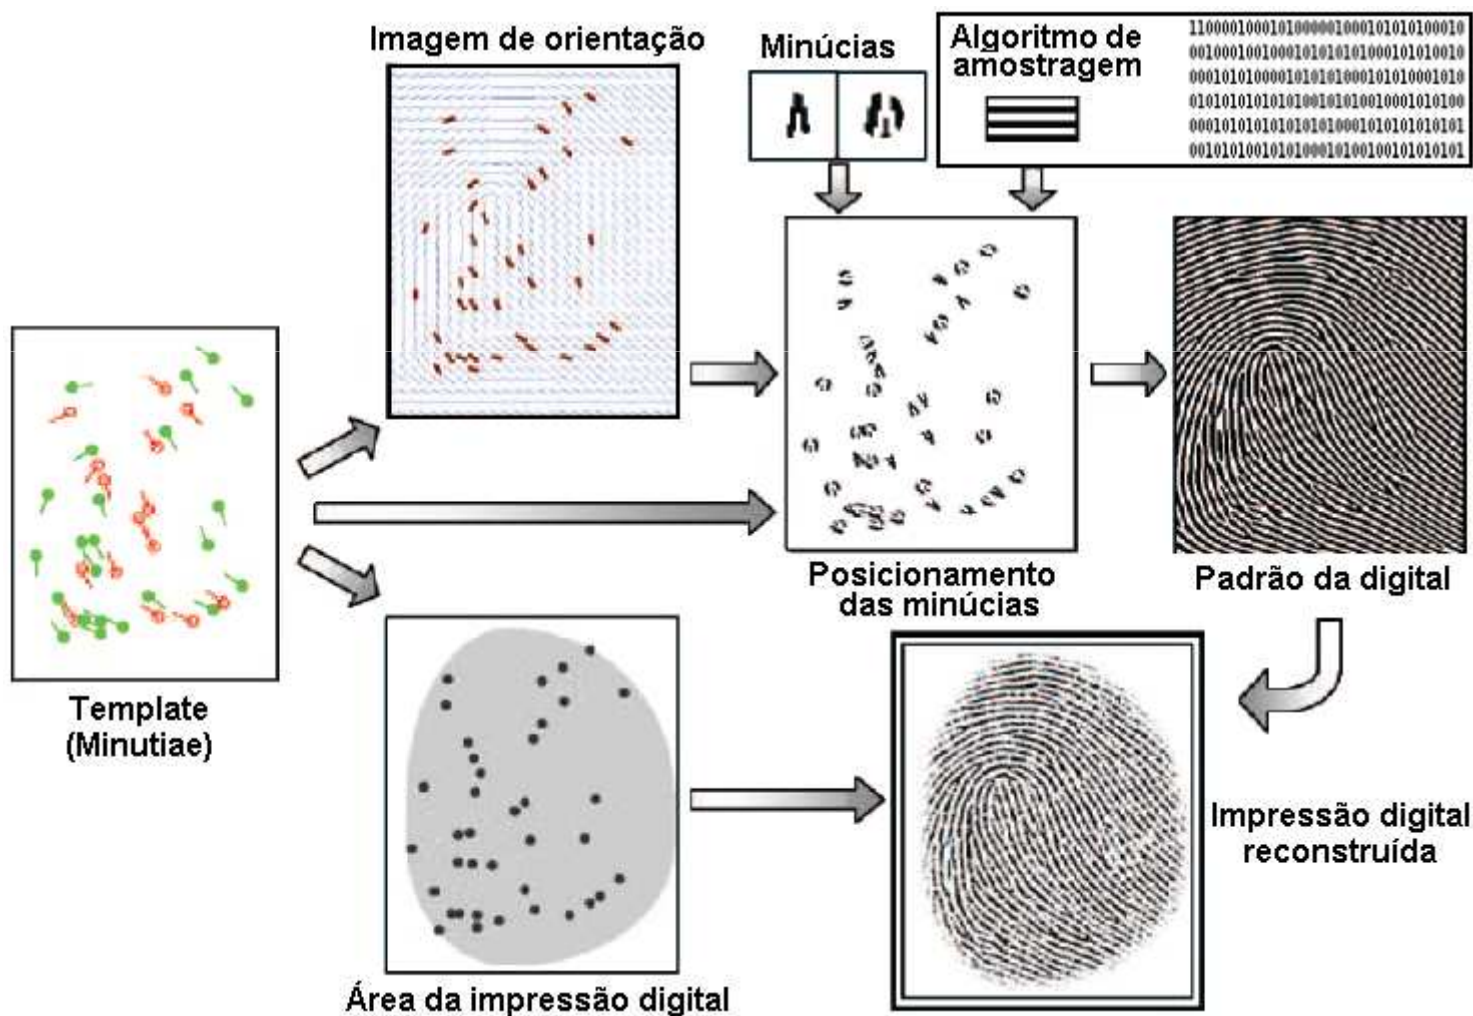 Imagem de orientação
Minúcias
Algoritmo de
amostragem
Template
(Minutiae)
Posicionamento
das minúcias
Padrão da digital
Área da impressão digital
Impressão digital
reconstruída